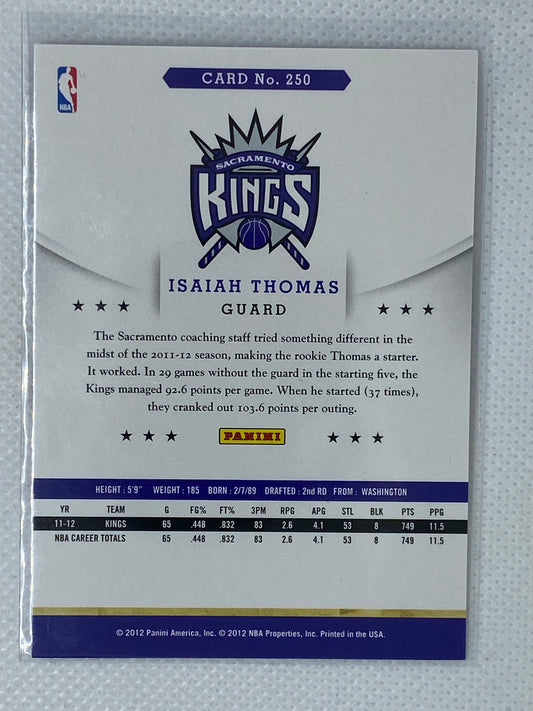 CARD No. 250
NBA
SACRAMENTO
KINGS
ISAIAH THOMAS
GUARD
The Sacramento coaching staff tried something different in the
midst of the 2011-12 season, making the rookie Thomas a starter.
It worked. In 29 games without the guard in the starting five, the
Kings managed 92.6 points per game. When he started (37 times),
they cranked out 103.6 points per outing.
PANINI
HEIGHT : 5'9" WEIGHT : 185 BORN : 2/7/89 DRAFTED : 2nd RD FROM : WASHINGTON
YR TEAM G FG% FT% 3PM RPG APG STL BLK PTS PPG
11-12 KINGS 65 .448 .832 83 2.6 4.1 53 8 749 11.5
NBA CAREER TOTALS 65 .448 .832 83 2.6 4.1 53 8 749 11.5
© 2012 Panini America, Inc. © 2012 NBA Properties, Inc. Printed in the USA.